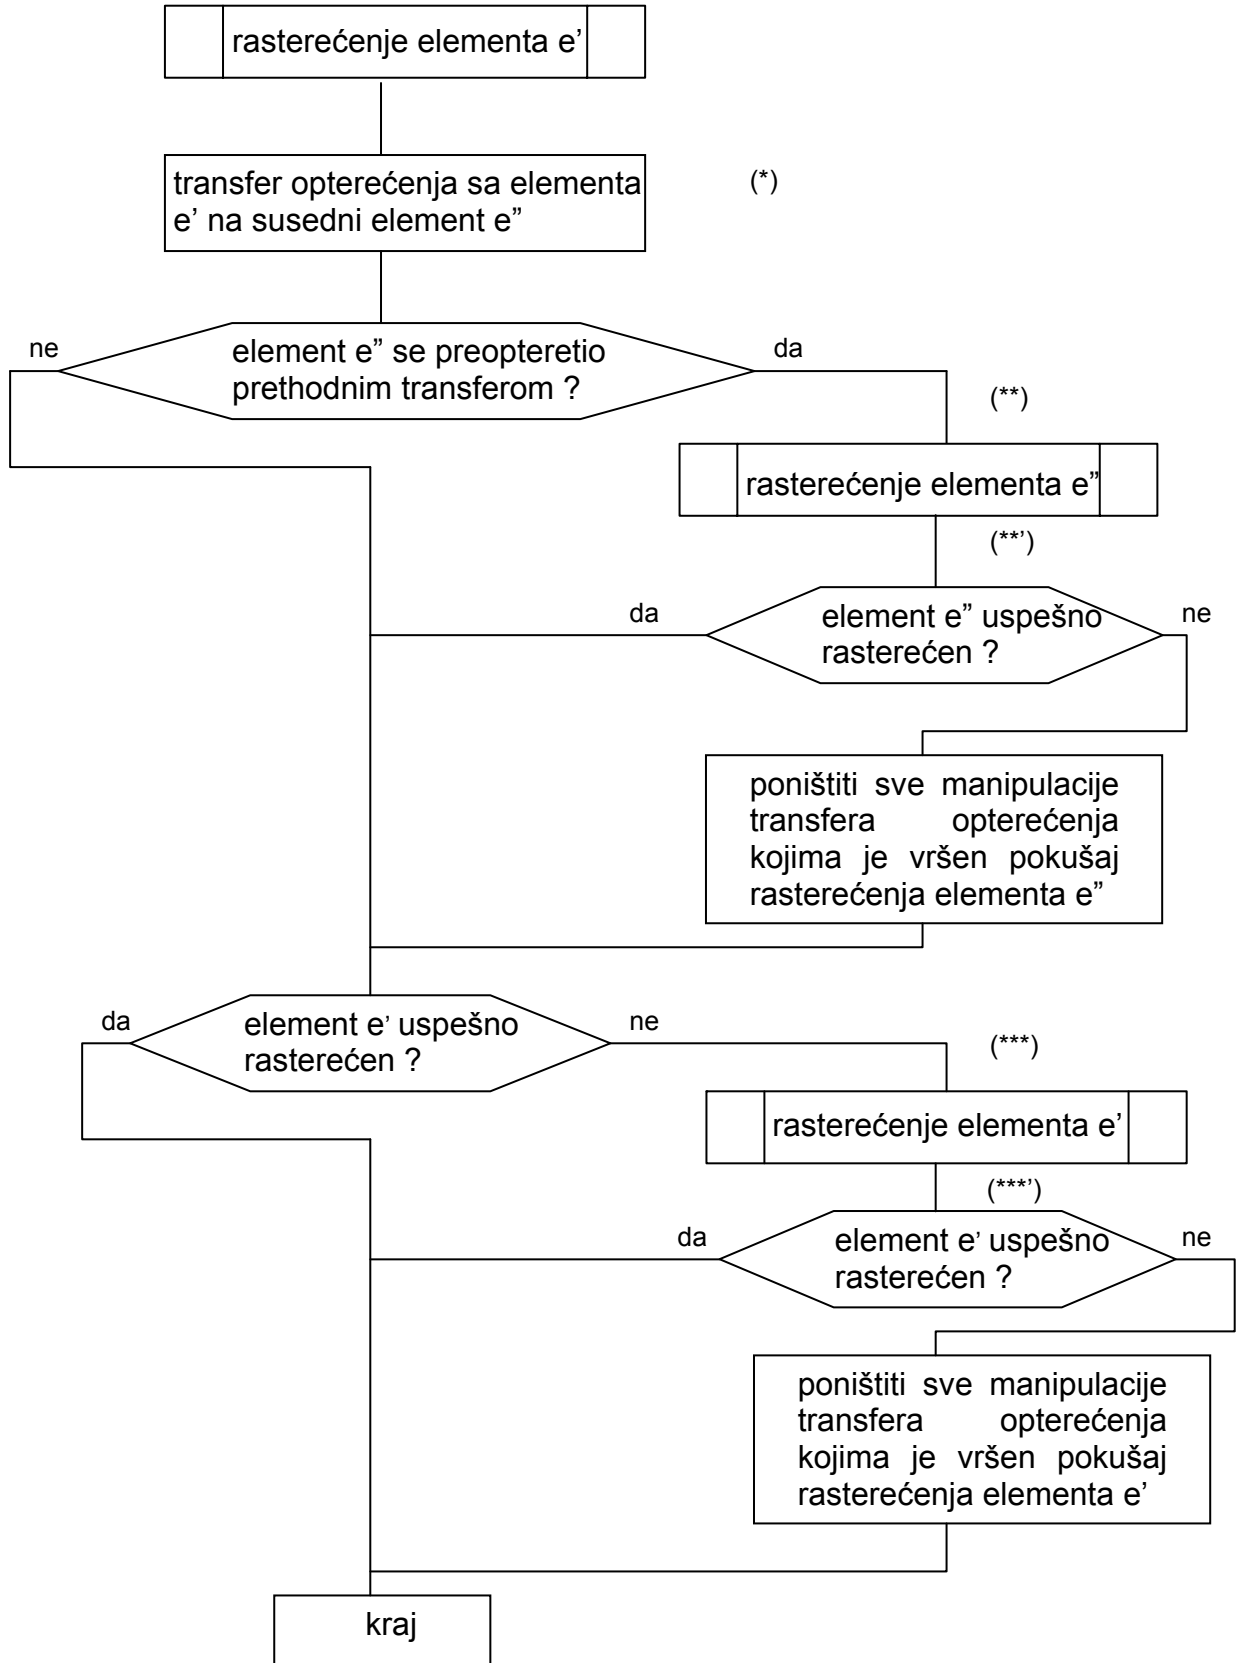 rasterećenje elementa e’
transfer opterećenja sa elementa
e’ na susedni element e”
(*)
ne
element e” se preopteretio
prethodnim transferom ?
da
(**)
rasterećenje elementa e”
(**’)
da
element e” uspešno
rasterećen ?
ne
poništiti sve manipulacije
transfera opterećenja
kojima je vršen pokušaj
rasterećenja elementa e”
da
element e’ uspešno
rasterećen ?
ne
(***)
rasterećenje elementa e’
(***’)
da
element e’ uspešno
rasterećen ?
ne
poništiti sve manipulacije
transfera opterećenja
kojima je vršen pokušaj
rasterećenja elementa e’
kraj